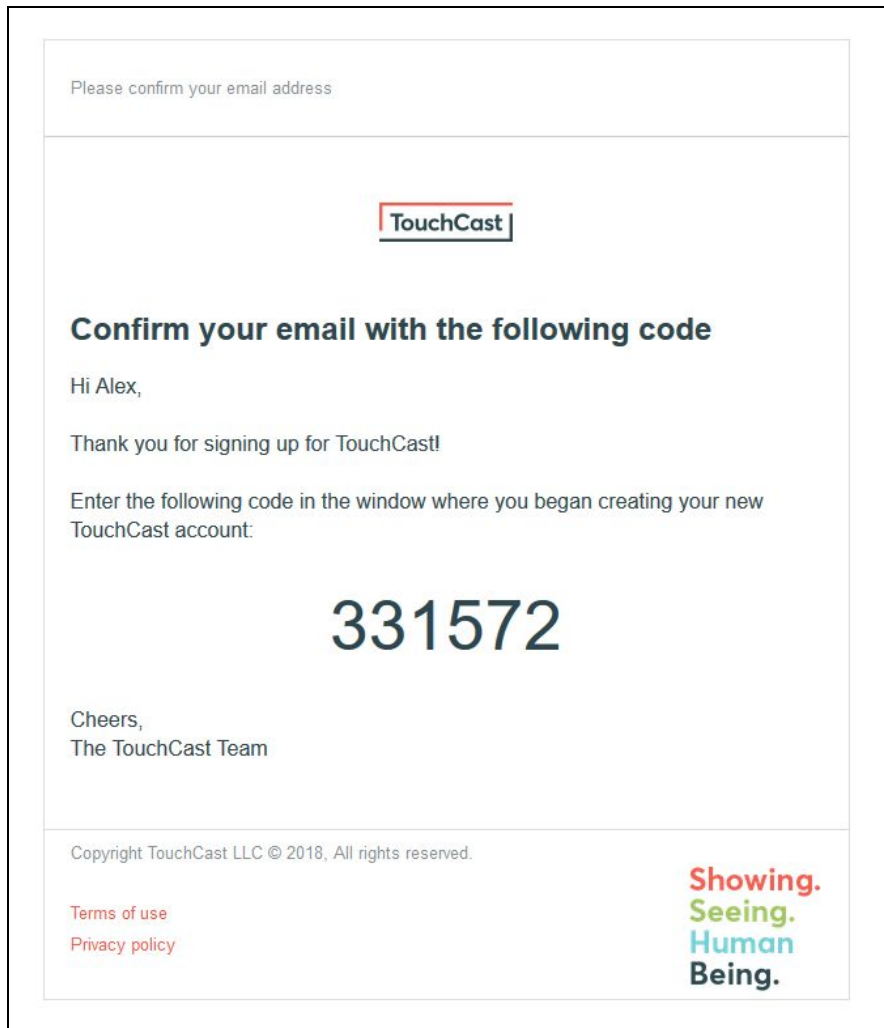 Please confirm your email address
TouchCast
Confirm your email with the following code
Hi Alex,
Thank you for signing up for TouchCast!
Enter the following code in the window where you began creating your new
TouchCast account:
331572
Cheers,
The TouchCast Team
Copyright TouchCast LLC © 2018, All rights reserved.
Terms of use
Privacy policy
Showing.
Seeing.
Human
Being.